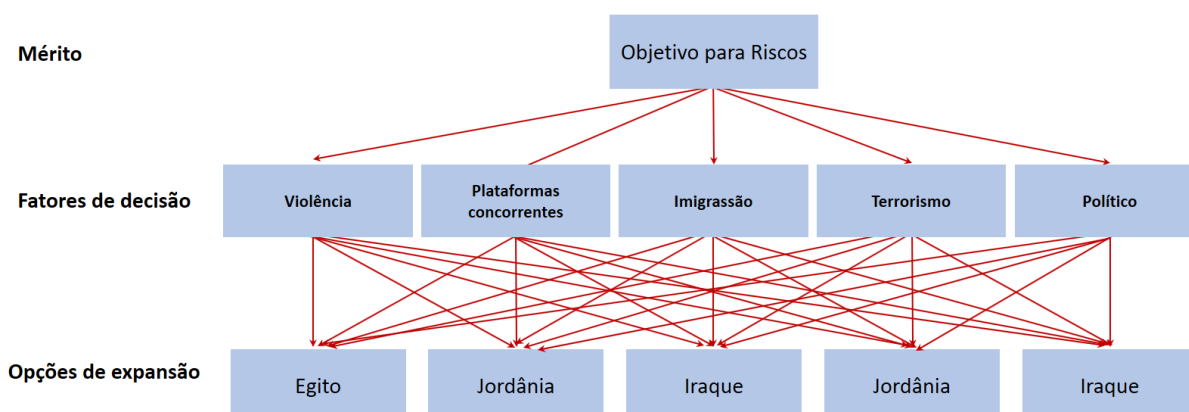 Mérito
Objetivo para Riscos
Fatores de decisão
Violência
Plataformas
concorrentes
Imigrassão
Terrorismo
Político
Opções de expansão
Egito
Jordânia
Iraque
Jordânia
Iraque